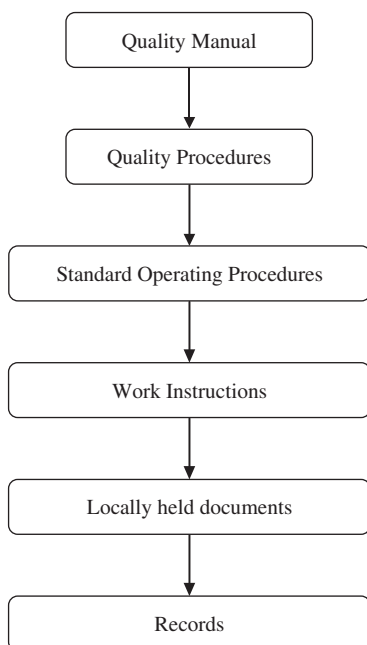 Quality Manual
Quality Procedures
Standard Operating Procedures
Work Instructions
Locally held documents
Records